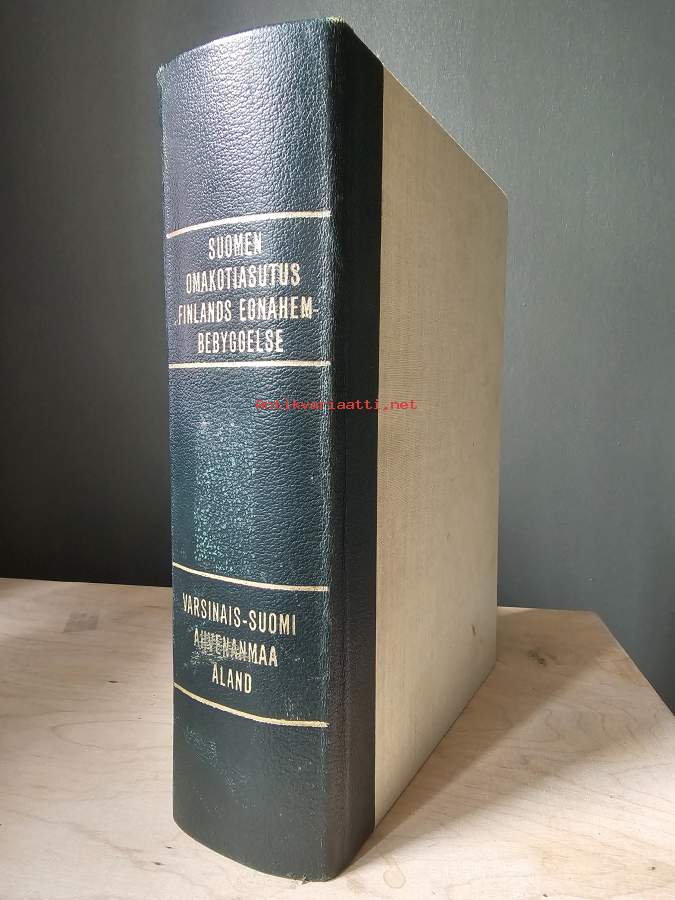 SUOMEN
OMAKOTIASUTUS
FINLANDS EGNAHEM-
BEBYGGELSE
Antikvariaatti.net
VARSINAIS-SUOMI
AHVENANMAA
ÅLAND